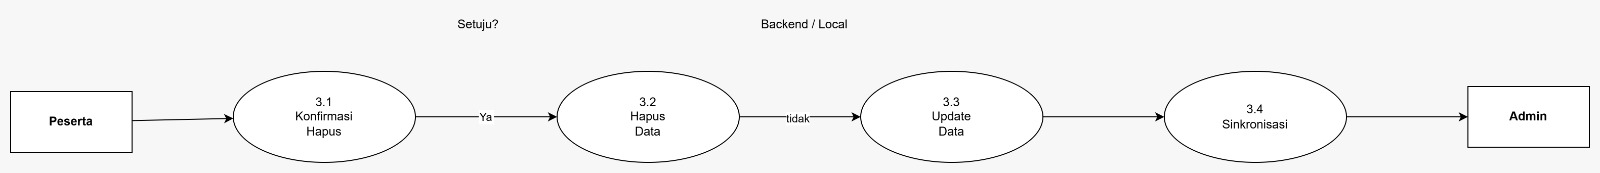 Setuju?
Backend / Local
Peserta
3.1
Konfirmasi
Hapus
Ya
3.2
Hapus
Data
tidak
3.3
Update
Data
3.4
Sinkronisasi
Admin